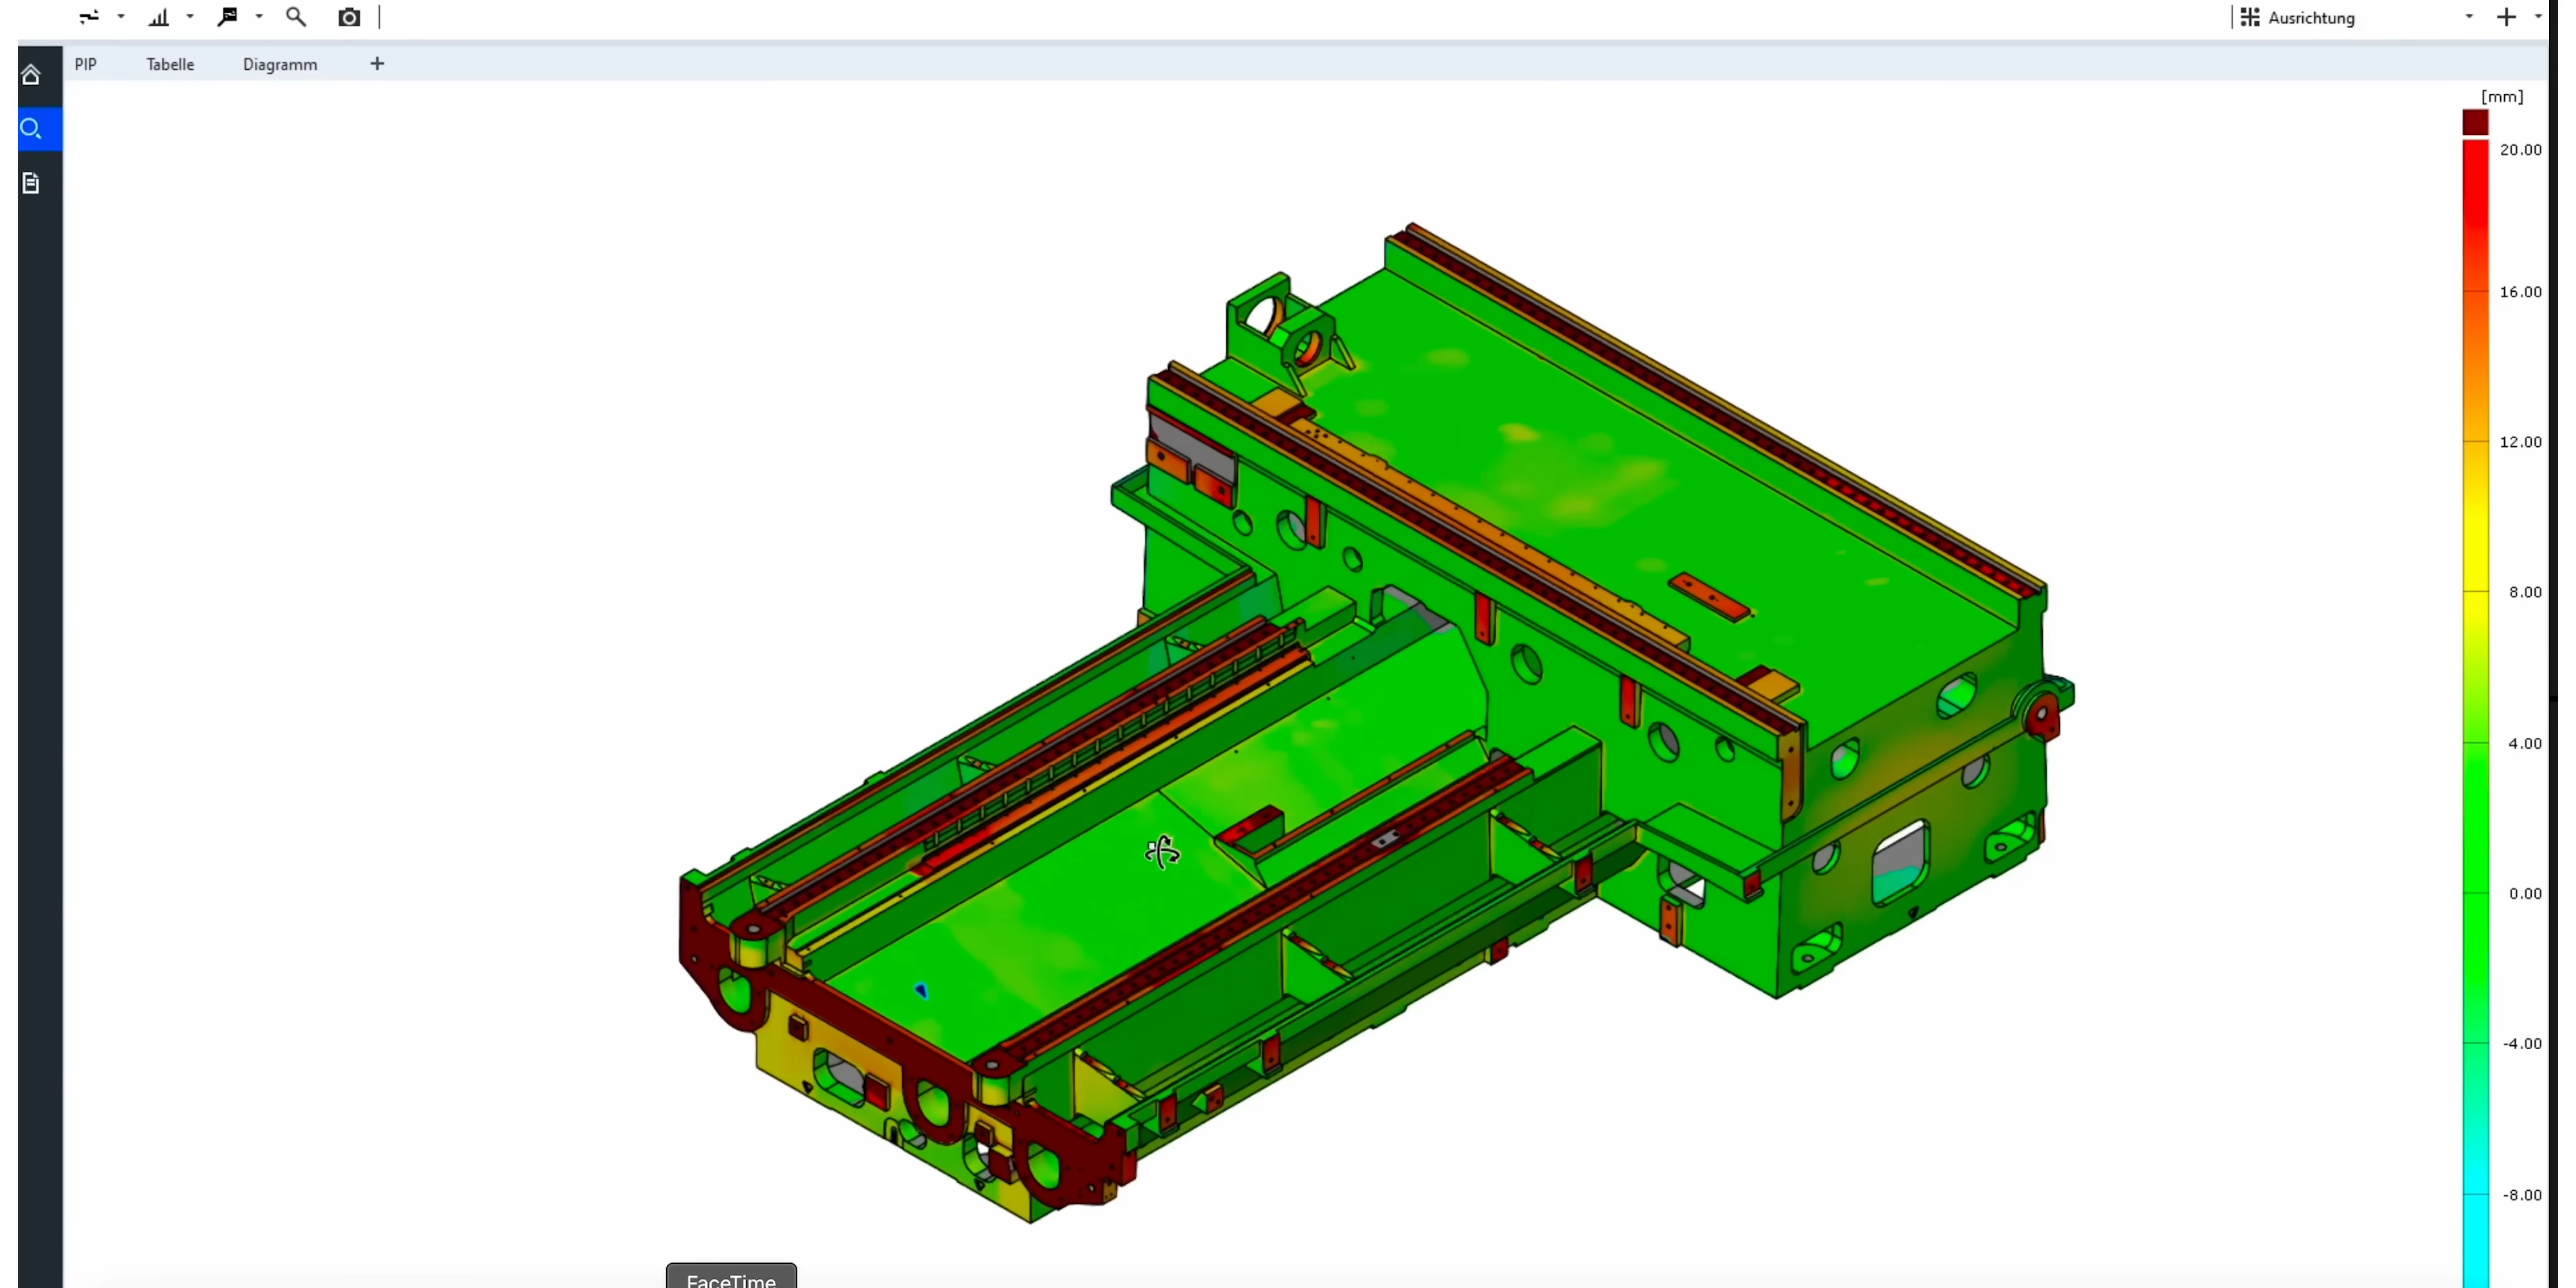 Ausrichtung
PIP
Tabelle
Diagramm
[mm]
20.00
16.00
12.00
8.00
4.00
0.00
-4.00
-8.00
FaceTime